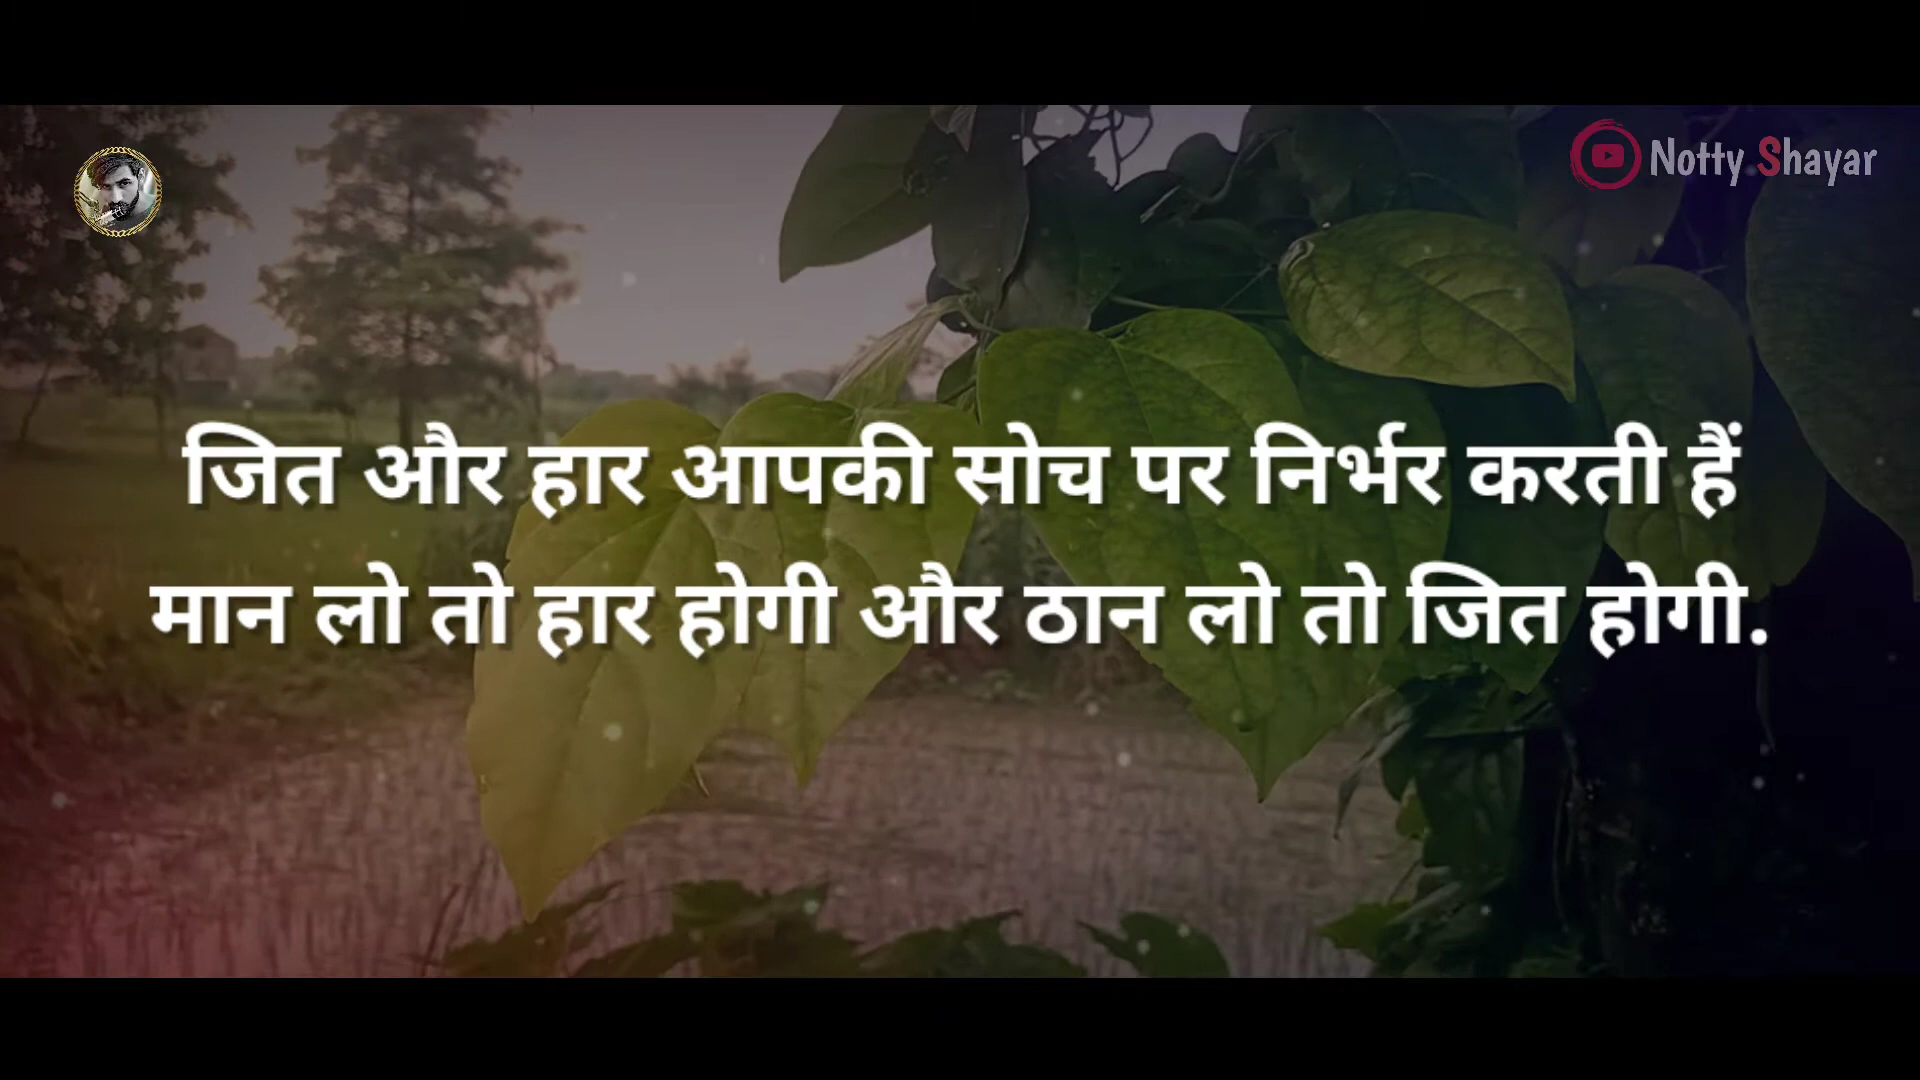 Notty Shayar
जित और हार आपकी सोच पर निर्भर करती हैं
मान लो तो हार होगी और ठान लो तो जित होगी.